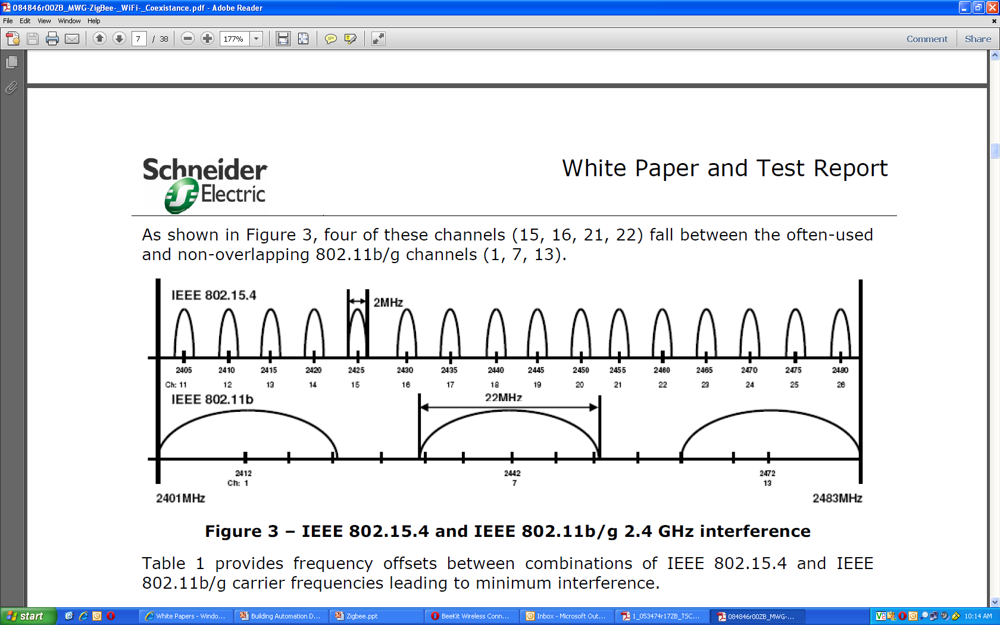 084846r00ZB_MWG-ZigBee-_WiFi-_Coexistance.pdf - Adobe Reader
File Edit View Window Help
7 / 38 177% Comment Share
Schneider
Electric
White Paper and Test Report
As shown in Figure 3, four of these channels (15, 16, 21, 22) fall between the often-used
and non-overlapping 802.11b/g channels (1, 7, 13).
IEEE 802.15.4
2MHz
2405 2410 2415 2420 2425 2430 2435 2440 2445 2450 2455 2460 2465 2470 2475 2480
Ch: 11 12 13 14 15 16 17 18 19 20 21 22 23 24 25 26
IEEE 802.11b
22MHz
2412 2442 2472
Ch: 1 7 13
2401MHz 2483MHz
Figure 3 – IEEE 802.15.4 and IEEE 802.11b/g 2.4 GHz interference
Table 1 provides frequency offsets between combinations of IEEE 802.15.4 and IEEE
802.11b/g carrier frequencies leading to minimum interference.
start White Papers - Windo... Building Automation D... Zigbee.ppt BeeKit Wireless Conn... Inbox - Microsoft Out... 1_053474r17ZB_TSC... 084846r00ZB_MWG-... 10:14 AM